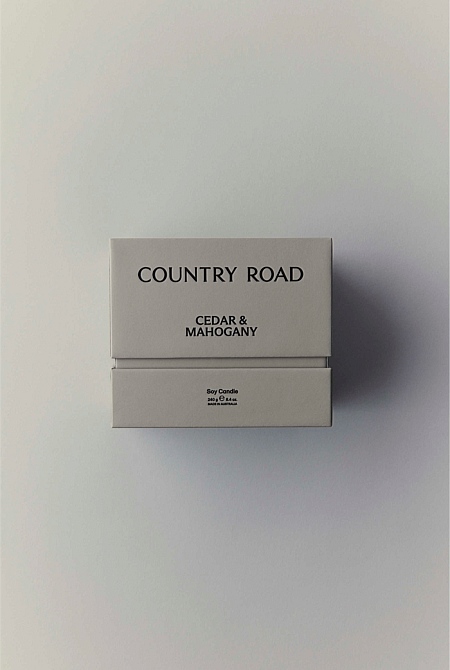 COUNTRY ROAD
CEDAR &
MAHOGANY
Soy Candle
240 g ℮ 8.4 oz.
MADE IN AUSTRALIA